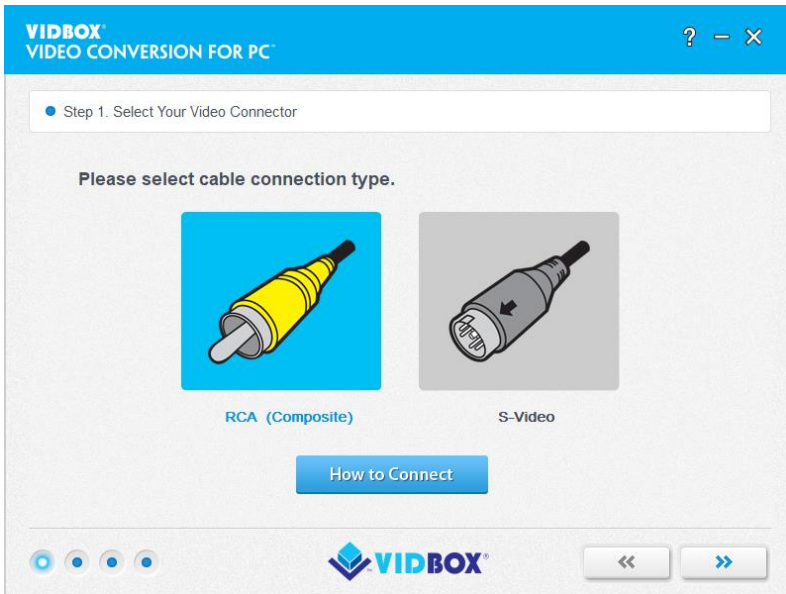 VIDBOX®
VIDEO CONVERSION FOR PC™
? – ×
Step 1. Select Your Video Connector
Please select cable connection type.
RCA (Composite)
S-Video
How to Connect
VIDBOX®
« »